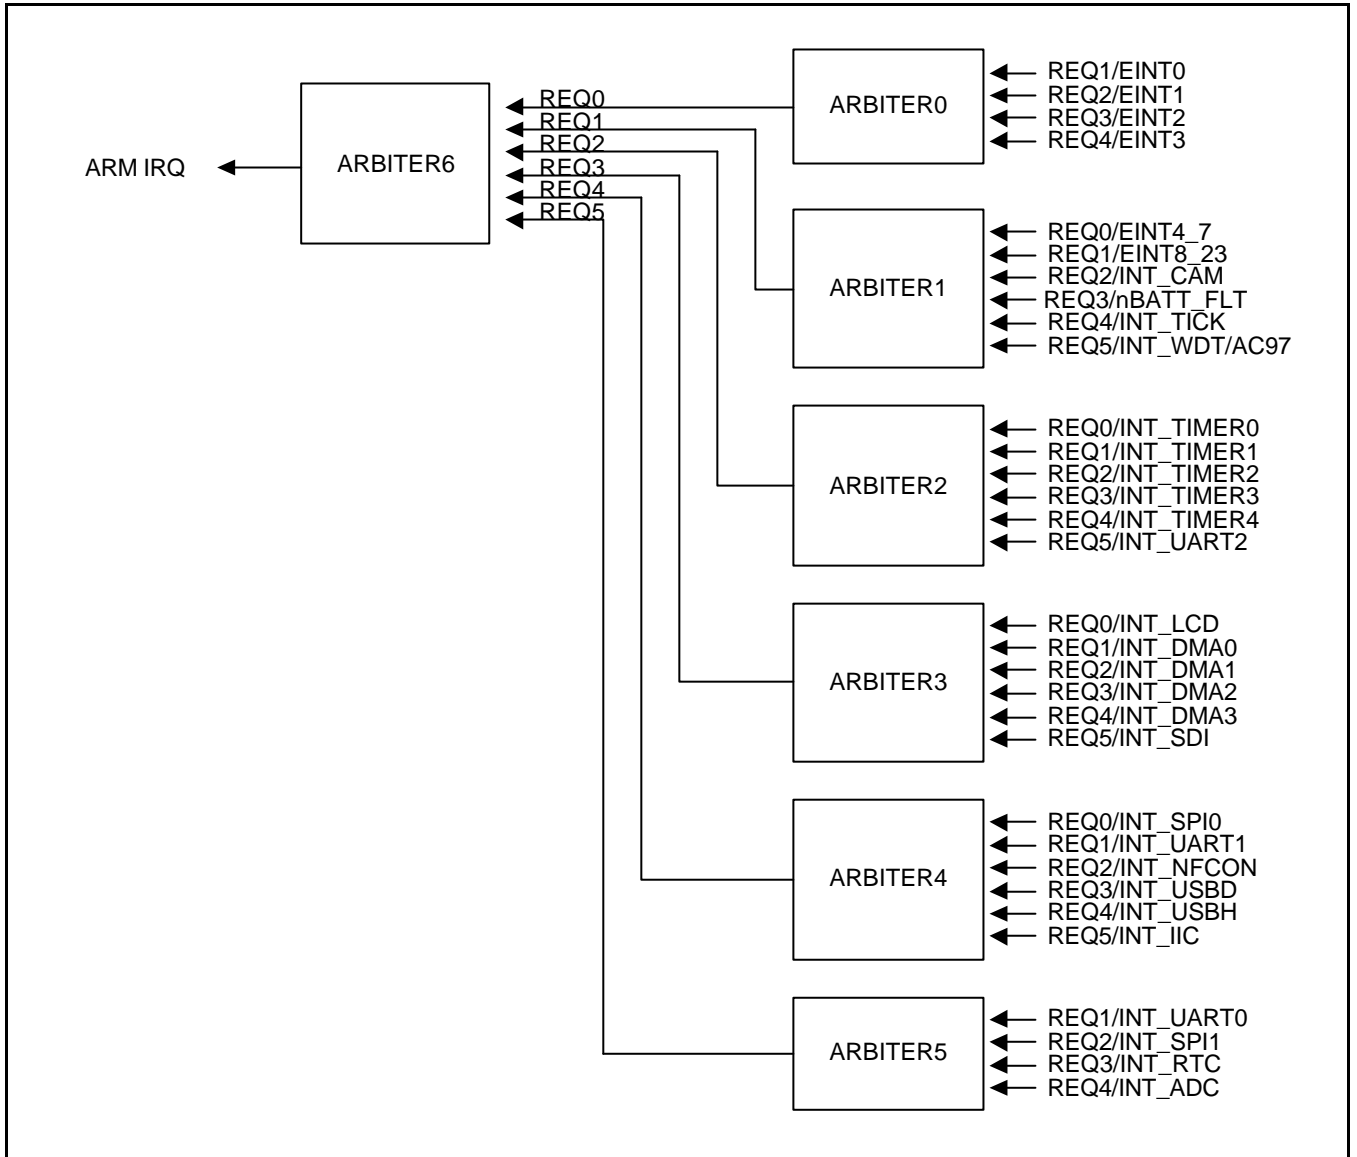 ARM IRQ
ARBITER6
REQ0
REQ1
REQ2
REQ3
REQ4
REQ5
ARBITER0
REQ1/EINT0
REQ2/EINT1
REQ3/EINT2
REQ4/EINT3
ARBITER1
REQ0/EINT4_7
REQ1/EINT8_23
REQ2/INT_CAM
REQ3/nBATT_FLT
REQ4/INT_TICK
REQ5/INT_WDT/AC97
ARBITER2
REQ0/INT_TIMER0
REQ1/INT_TIMER1
REQ2/INT_TIMER2
REQ3/INT_TIMER3
REQ4/INT_TIMER4
REQ5/INT_UART2
ARBITER3
REQ0/INT_LCD
REQ1/INT_DMA0
REQ2/INT_DMA1
REQ3/INT_DMA2
REQ4/INT_DMA3
REQ5/INT_SDI
ARBITER4
REQ0/INT_SPI0
REQ1/INT_UART1
REQ2/INT_NFCON
REQ3/INT_USBD
REQ4/INT_USBH
REQ5/INT_IIC
ARBITER5
REQ1/INT_UART0
REQ2/INT_SPI1
REQ3/INT_RTC
REQ4/INT_ADC